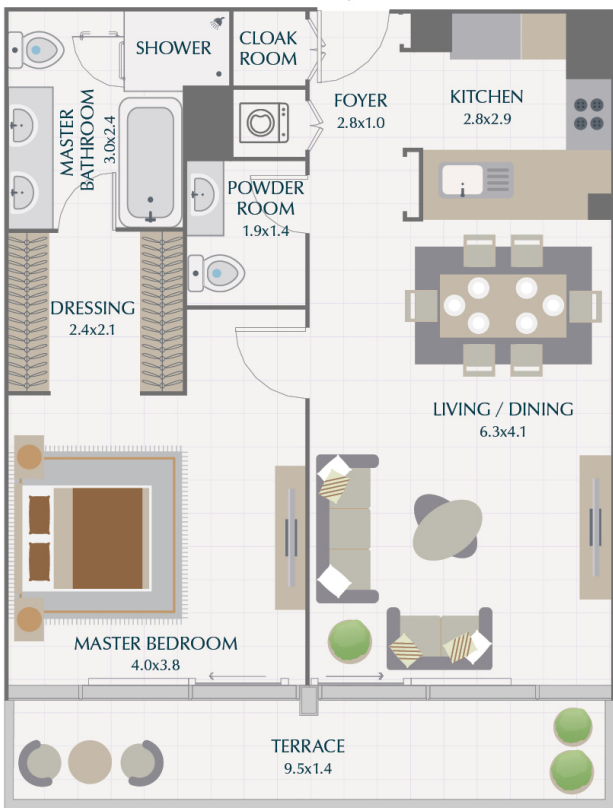 SHOWER
CLOAK
ROOM
FOYER
2.8x1.0
KITCHEN
2.8x2.9
MASTER
BATHROOM
3.0x2.4
POWDER
ROOM
1.9x1.4
DRESSING
2.4x2.1
LIVING / DINING
6.3x4.1
MASTER BEDROOM
4.0x3.8
TERRACE
9.5x1.4